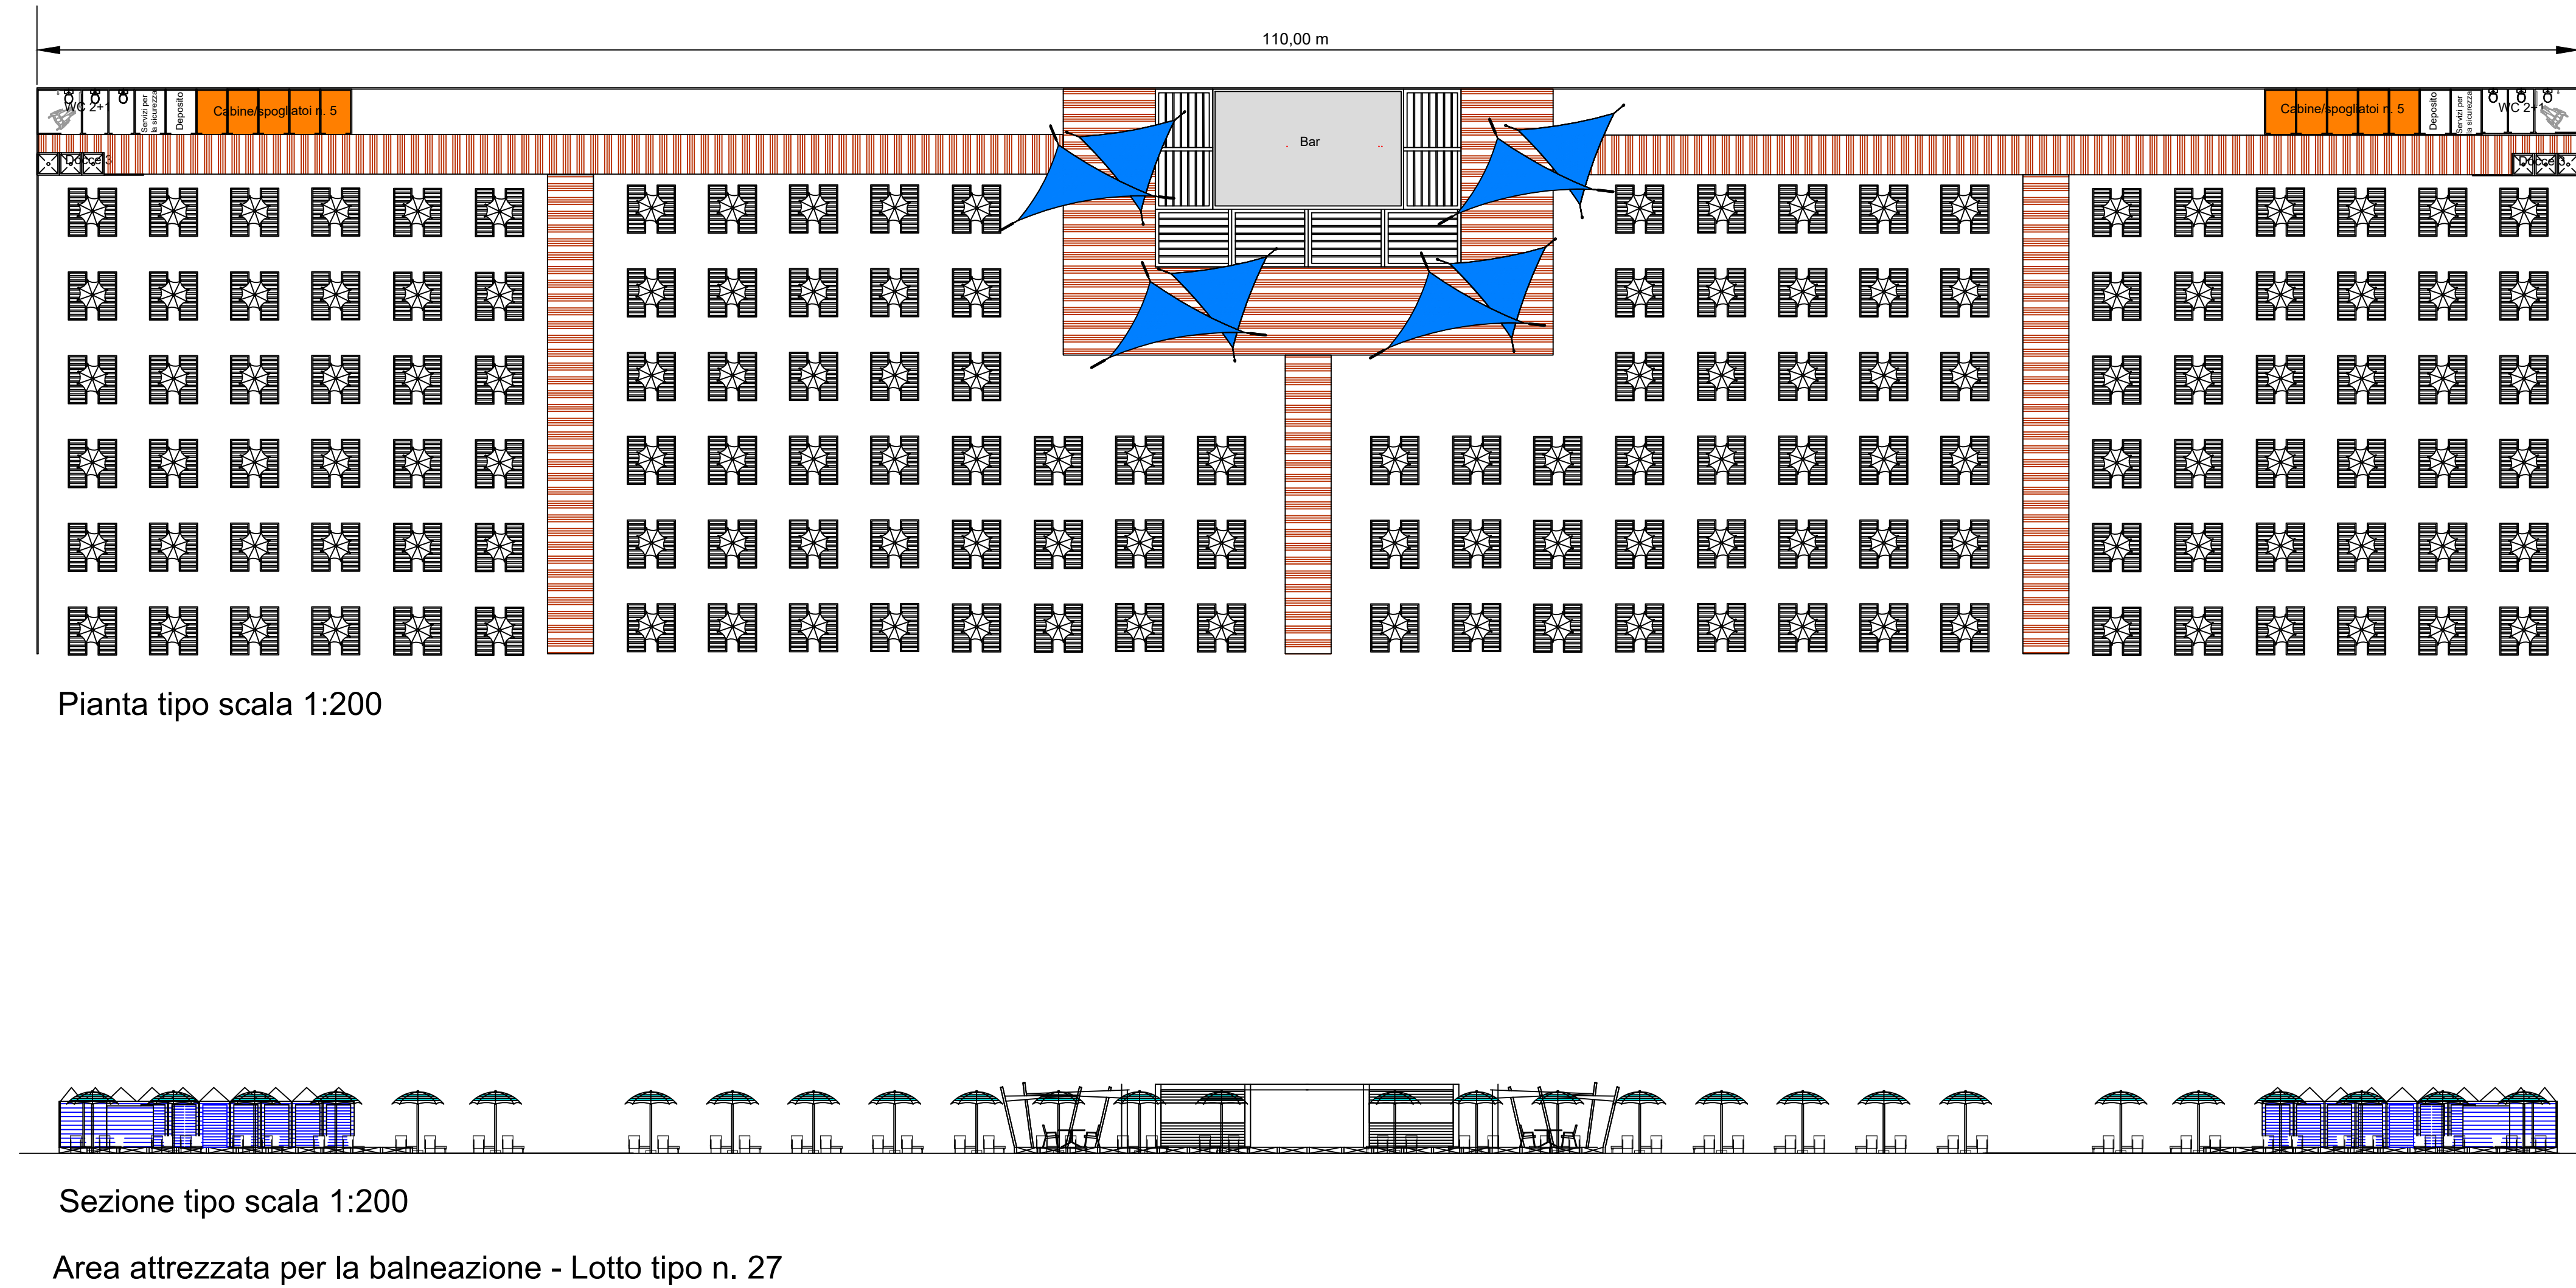 110,00 m
WC 2+1
Servizi per
la sicurezza
Deposito
Cabine/spogliatoi n. 5
Bar
Cabine/spogliatoi n. 5
Deposito
Servizi per
la sicurezza
WC 2+1
Docce 3
Docce 3
Pianta tipo scala 1:200
Sezione tipo scala 1:200
Area attrezzata per la balneazione - Lotto tipo n. 27